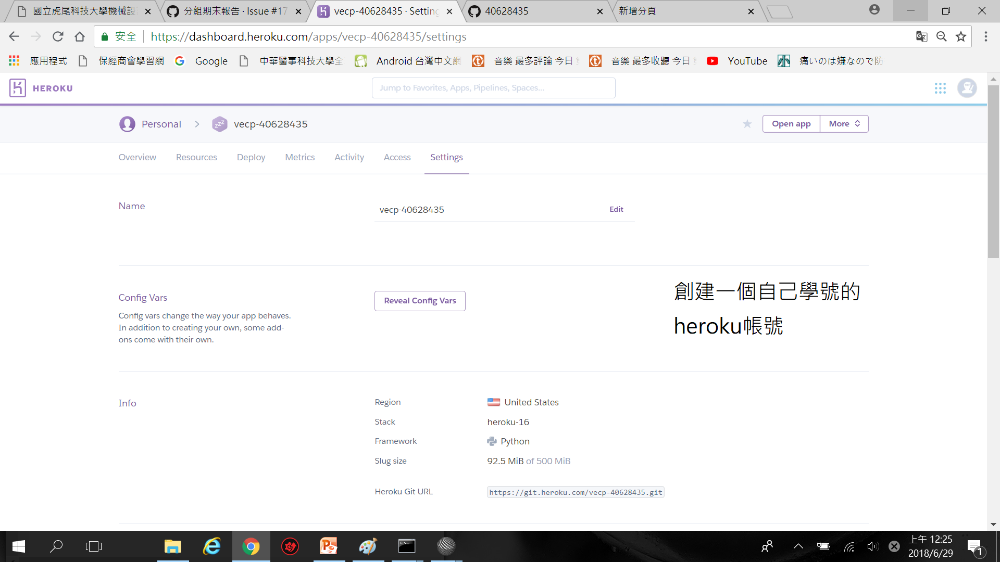 國立虎尾科技大學機械設
分組期末報告 · Issue #17
vecp-40628435 · Setting
40628435
新增分頁
安全
https://dashboard.heroku.com/apps/vecp-40628435/settings
應用程式
保經商會學習網
Google
中華醫事科技大學全
Android 台灣中文網
音樂 最多評論 今日
音樂 最多收聽 今日
YouTube
痛いのは嫌なので防
HEROKU
Jump to Favorites, Apps, Pipelines, Spaces...
Personal
vecp-40628435
Open app
More
Overview
Resources
Deploy
Metrics
Activity
Access
Settings
Name
vecp-40628435
Edit
Config Vars
Config vars change the way your app behaves.
In addition to creating your own, some add-
ons come with their own.
Reveal Config Vars
創建一個自己學號的
heroku帳號
Info
Region
United States
Stack
heroku-16
Framework
Python
Slug size
92.5 MiB of 500 MiB
Heroku Git URL
https://git.heroku.com/vecp-40628435.git
上午 12:25
2018/6/29
1